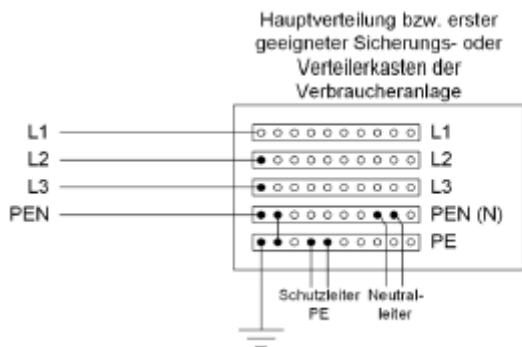 Hauptverteilung bzw. erster
geeigneter Sicherungs- oder
Verteilerkasten der
Verbraucheranlage
L1 L1
L2 L2
L3 L3
PEN PEN (N)
PE
Schutzleiter Neutral-
PE leiter